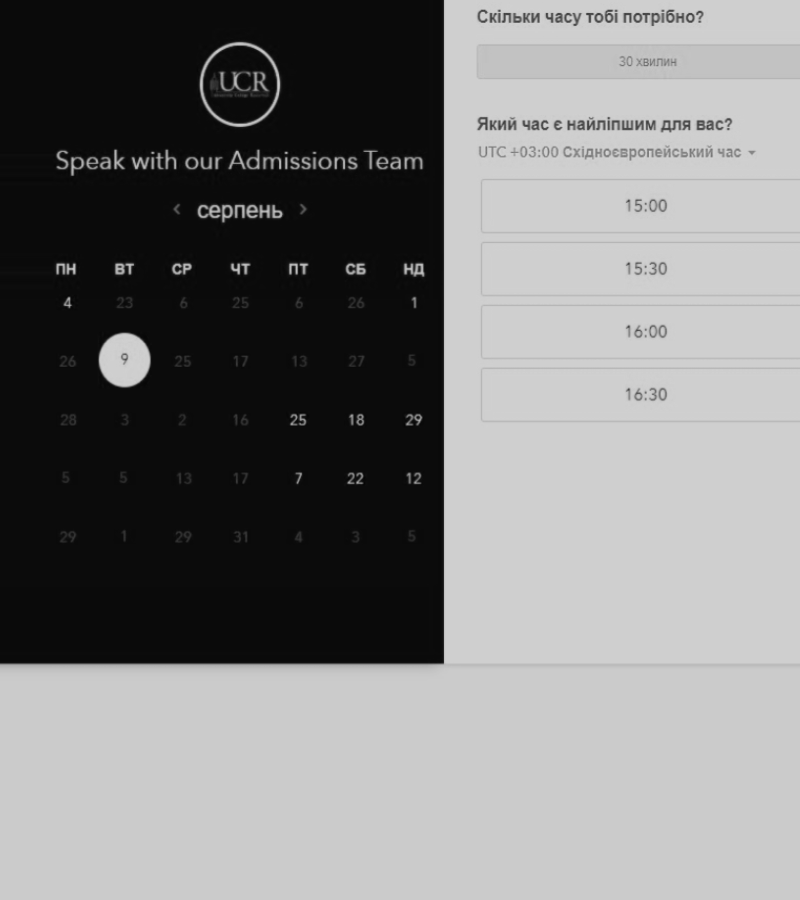 UCR
Speak with our Admissions Team
серпень
ПН ВТ СР ЧТ ПТ СБ НД
4 23 6 25 6 26 1
26 9 25 17 13 27 5
28 3 2 16 25 18 29
5 5 13 17 7 22 12
29 1 29 31 4 3 5
Скільки часу тобі потрібно?
30 хвилин
Який час є найліпшим для вас?
UTC +03:00 Східноєвропейський час
15:00
15:30
16:00
16:30